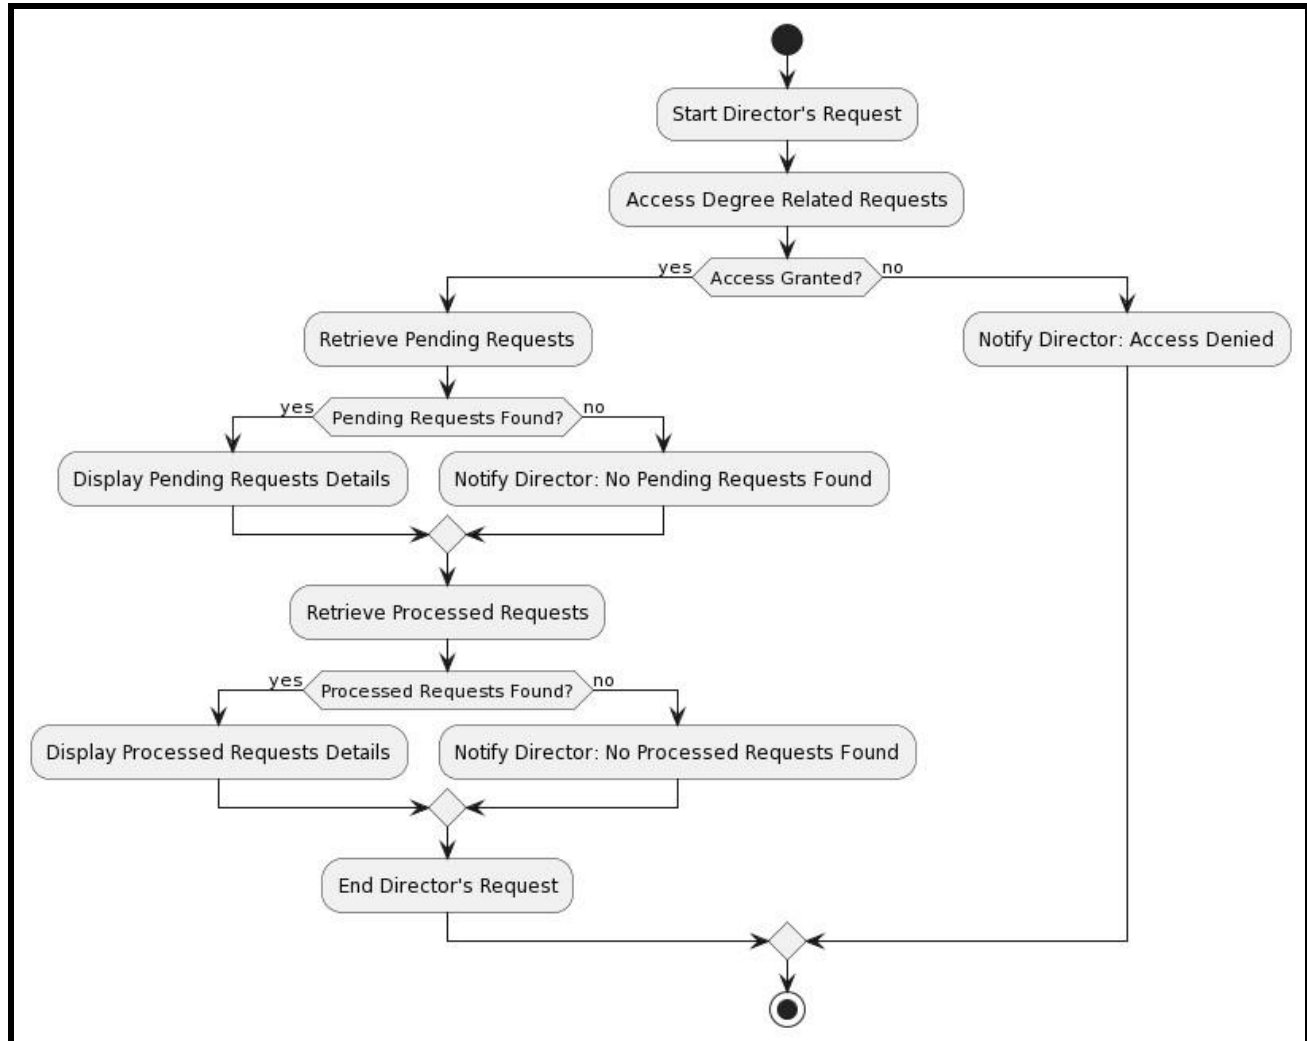 Start Director's Request
Access Degree Related Requests
yes
Access Granted?
no
Retrieve Pending Requests
Notify Director: Access Denied
yes
Pending Requests Found?
no
Display Pending Requests Details
Notify Director: No Pending Requests Found
Retrieve Processed Requests
yes
Processed Requests Found?
no
Display Processed Requests Details
Notify Director: No Processed Requests Found
End Director's Request